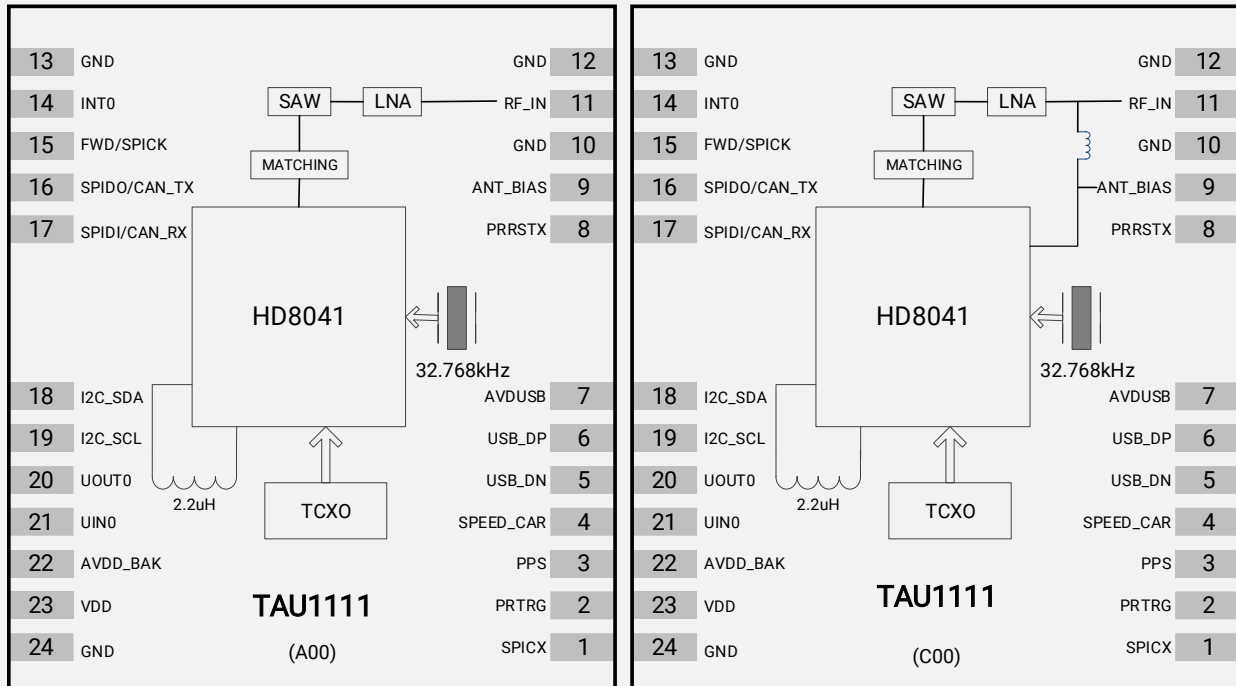 13 GND GND 12
14 INT0 SAW LNA RF_IN 11
15 FWD/SPICK MATCHING GND 10
16 SPIDO/CAN_TX ANT_BIAS 9
17 SPIDI/CAN_RX PRRSTX 8
HD8041
32.768kHz
18 I2C_SDA AVDUSB 7
19 I2C_SCL USB_DP 6
20 UOUT0 2.2uH TCXO USB_DN 5
21 UIN0 SPEED_CAR 4
22 AVDD_BAK PPS 3
23 VDD TAU1111 PRTRG 2
24 GND (A00) SPICX 1
13 GND GND 12
14 INT0 SAW LNA RF_IN 11
15 FWD/SPICK MATCHING GND 10
16 SPIDO/CAN_TX ANT_BIAS 9
17 SPIDI/CAN_RX PRRSTX 8
HD8041
32.768kHz
18 I2C_SDA AVDUSB 7
19 I2C_SCL USB_DP 6
20 UOUT0 2.2uH TCXO USB_DN 5
21 UIN0 SPEED_CAR 4
22 AVDD_BAK PPS 3
23 VDD TAU1111 PRTRG 2
24 GND (C00) SPICX 1